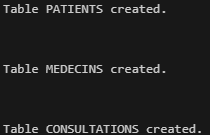 Table PATIENTS created.
Table MEDECINS created.
Table CONSULTATIONS created.